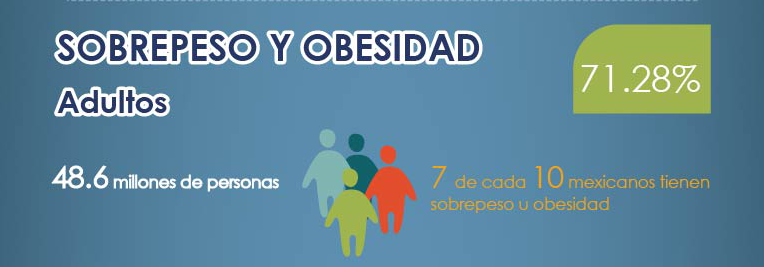 SOBREPESO Y OBESIDAD
Adultos
71.28%
48.6 millones de personas
7 de cada 10 mexicanos tienen
sobrepeso u obesidad